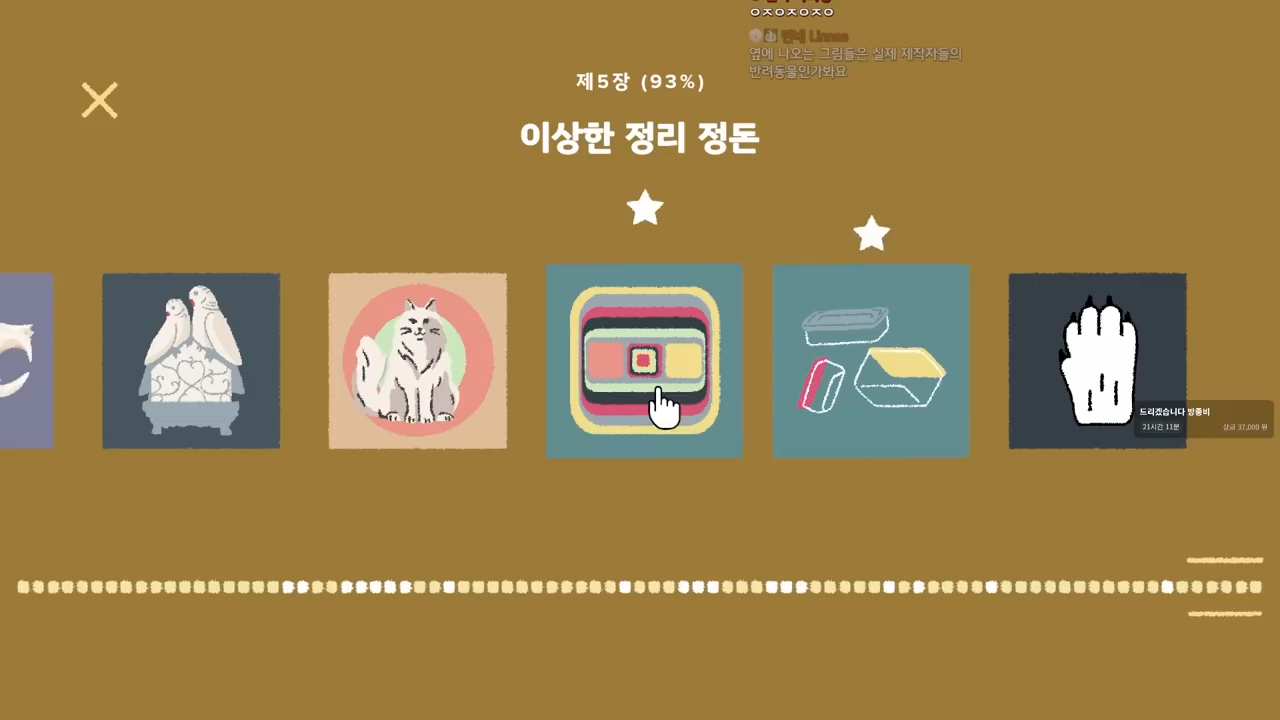 ㅇㅈㅇㅈㅇㅈㅇ
옆에 나오는 그림들은 실제 제작자들의
반려동물인가봐요
제5장 (93%)
이상한 정리 정돈
드리겠습니다 방종비
21시간 11분
상금 37,000 원